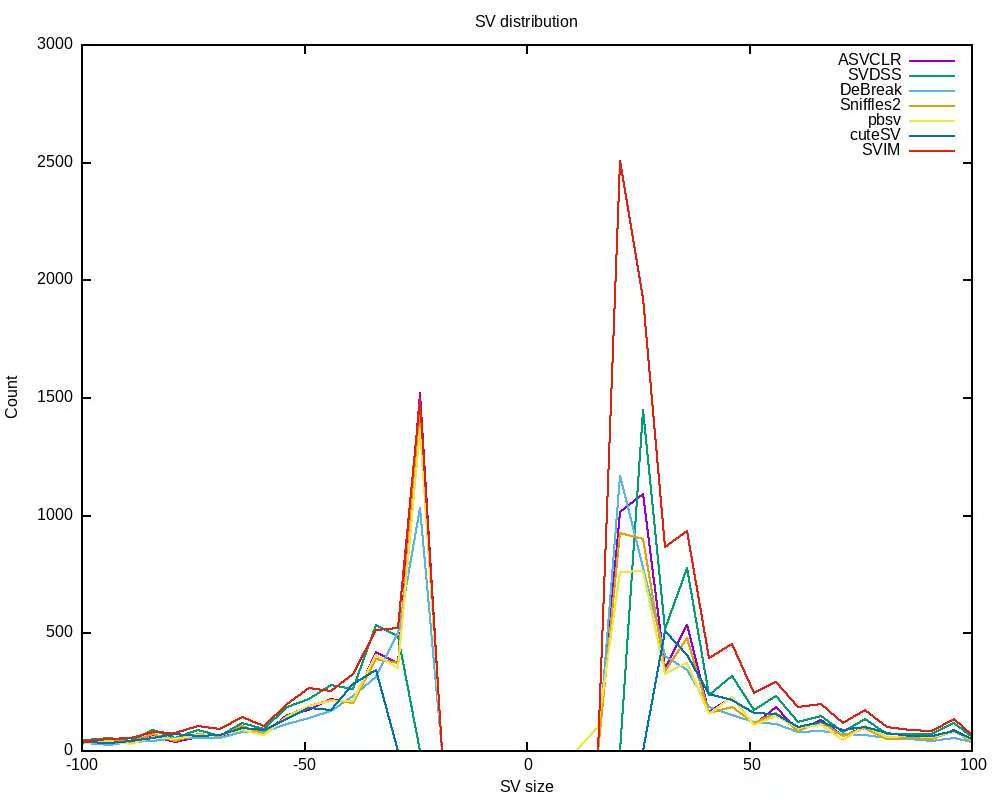 SV distribution
3000
2500
2000
1500
1000
500
0
Count
-100
-50
0
50
100
SV size
ASVCLR
SVDSS
DeBreak
Sniffles2
pbsv
cuteSV
SVIM